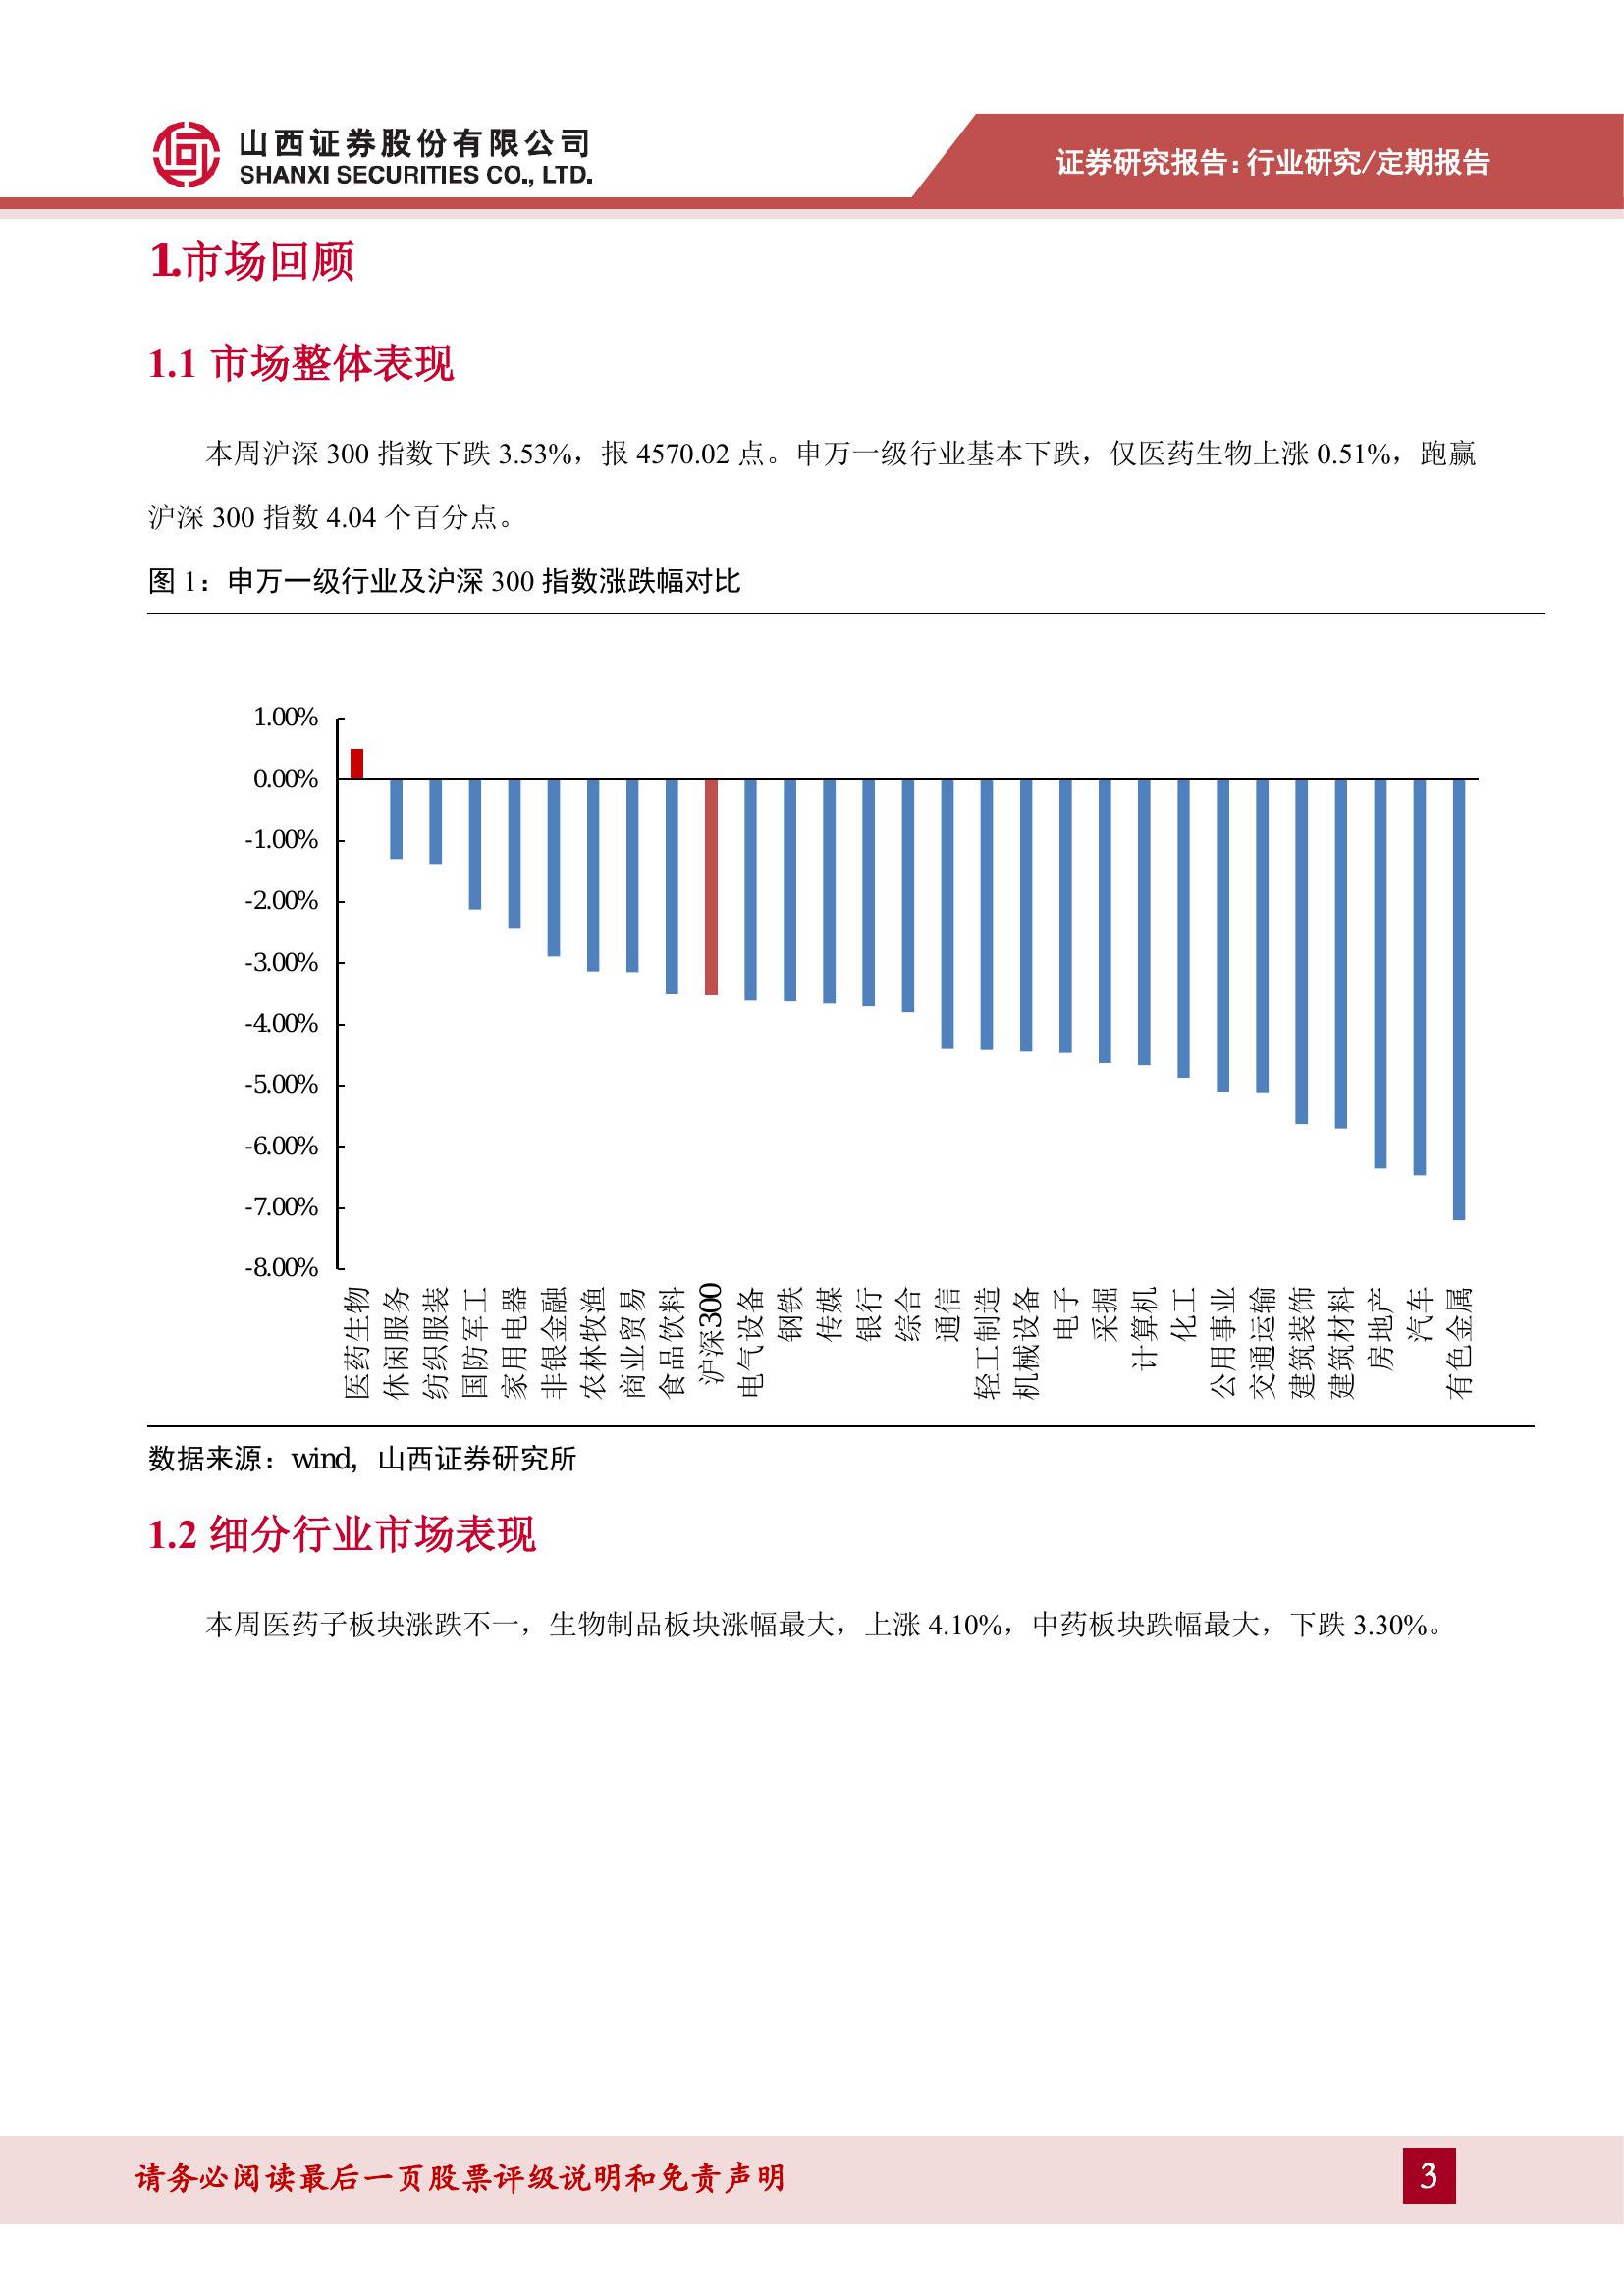 山西证券股份有限公司
SHANXI SECURITIES CO., LTD.
证券研究报告:行业研究/定期报告
1.市场回顾
1.1 市场整体表现
本周沪深 300 指数下跌 3.53%，报 4570.02 点。申万一级行业基本下跌，仅医药生物上涨 0.51%，跑赢
沪深 300 指数 4.04 个百分点。
图 1：申万一级行业及沪深 300 指数涨跌幅对比
1.00%
0.00%
-1.00%
-2.00%
-3.00%
-4.00%
-5.00%
-6.00%
-7.00%
-8.00%
医药生物
休闲服务
纺织服装
国防军工
家用电器
非银金融
农林牧渔
商业贸易
食品饮料
沪深300
电气设备
钢铁
传媒
银行
综合
通信
轻工制造
机械设备
电子
采掘
计算机
化工
公用事业
交通运输
建筑装饰
建筑材料
房地产
汽车
有色金属
数据来源：wind，山西证券研究所
1.2 细分行业市场表现
本周医药子板块涨跌不一，生物制品板块涨幅最大，上涨 4.10%，中药板块跌幅最大，下跌 3.30%。
请务必阅读最后一页股票评级说明和免责声明
3